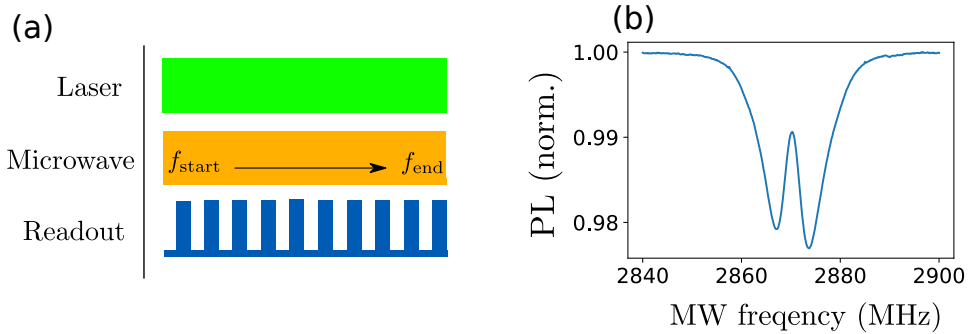 (a)
Laser
Microwave
f_start
f_end
Readout
(b)
PL (norm.)
1.00
0.99
0.98
2840
2860
2880
2900
MW freqency (MHz)